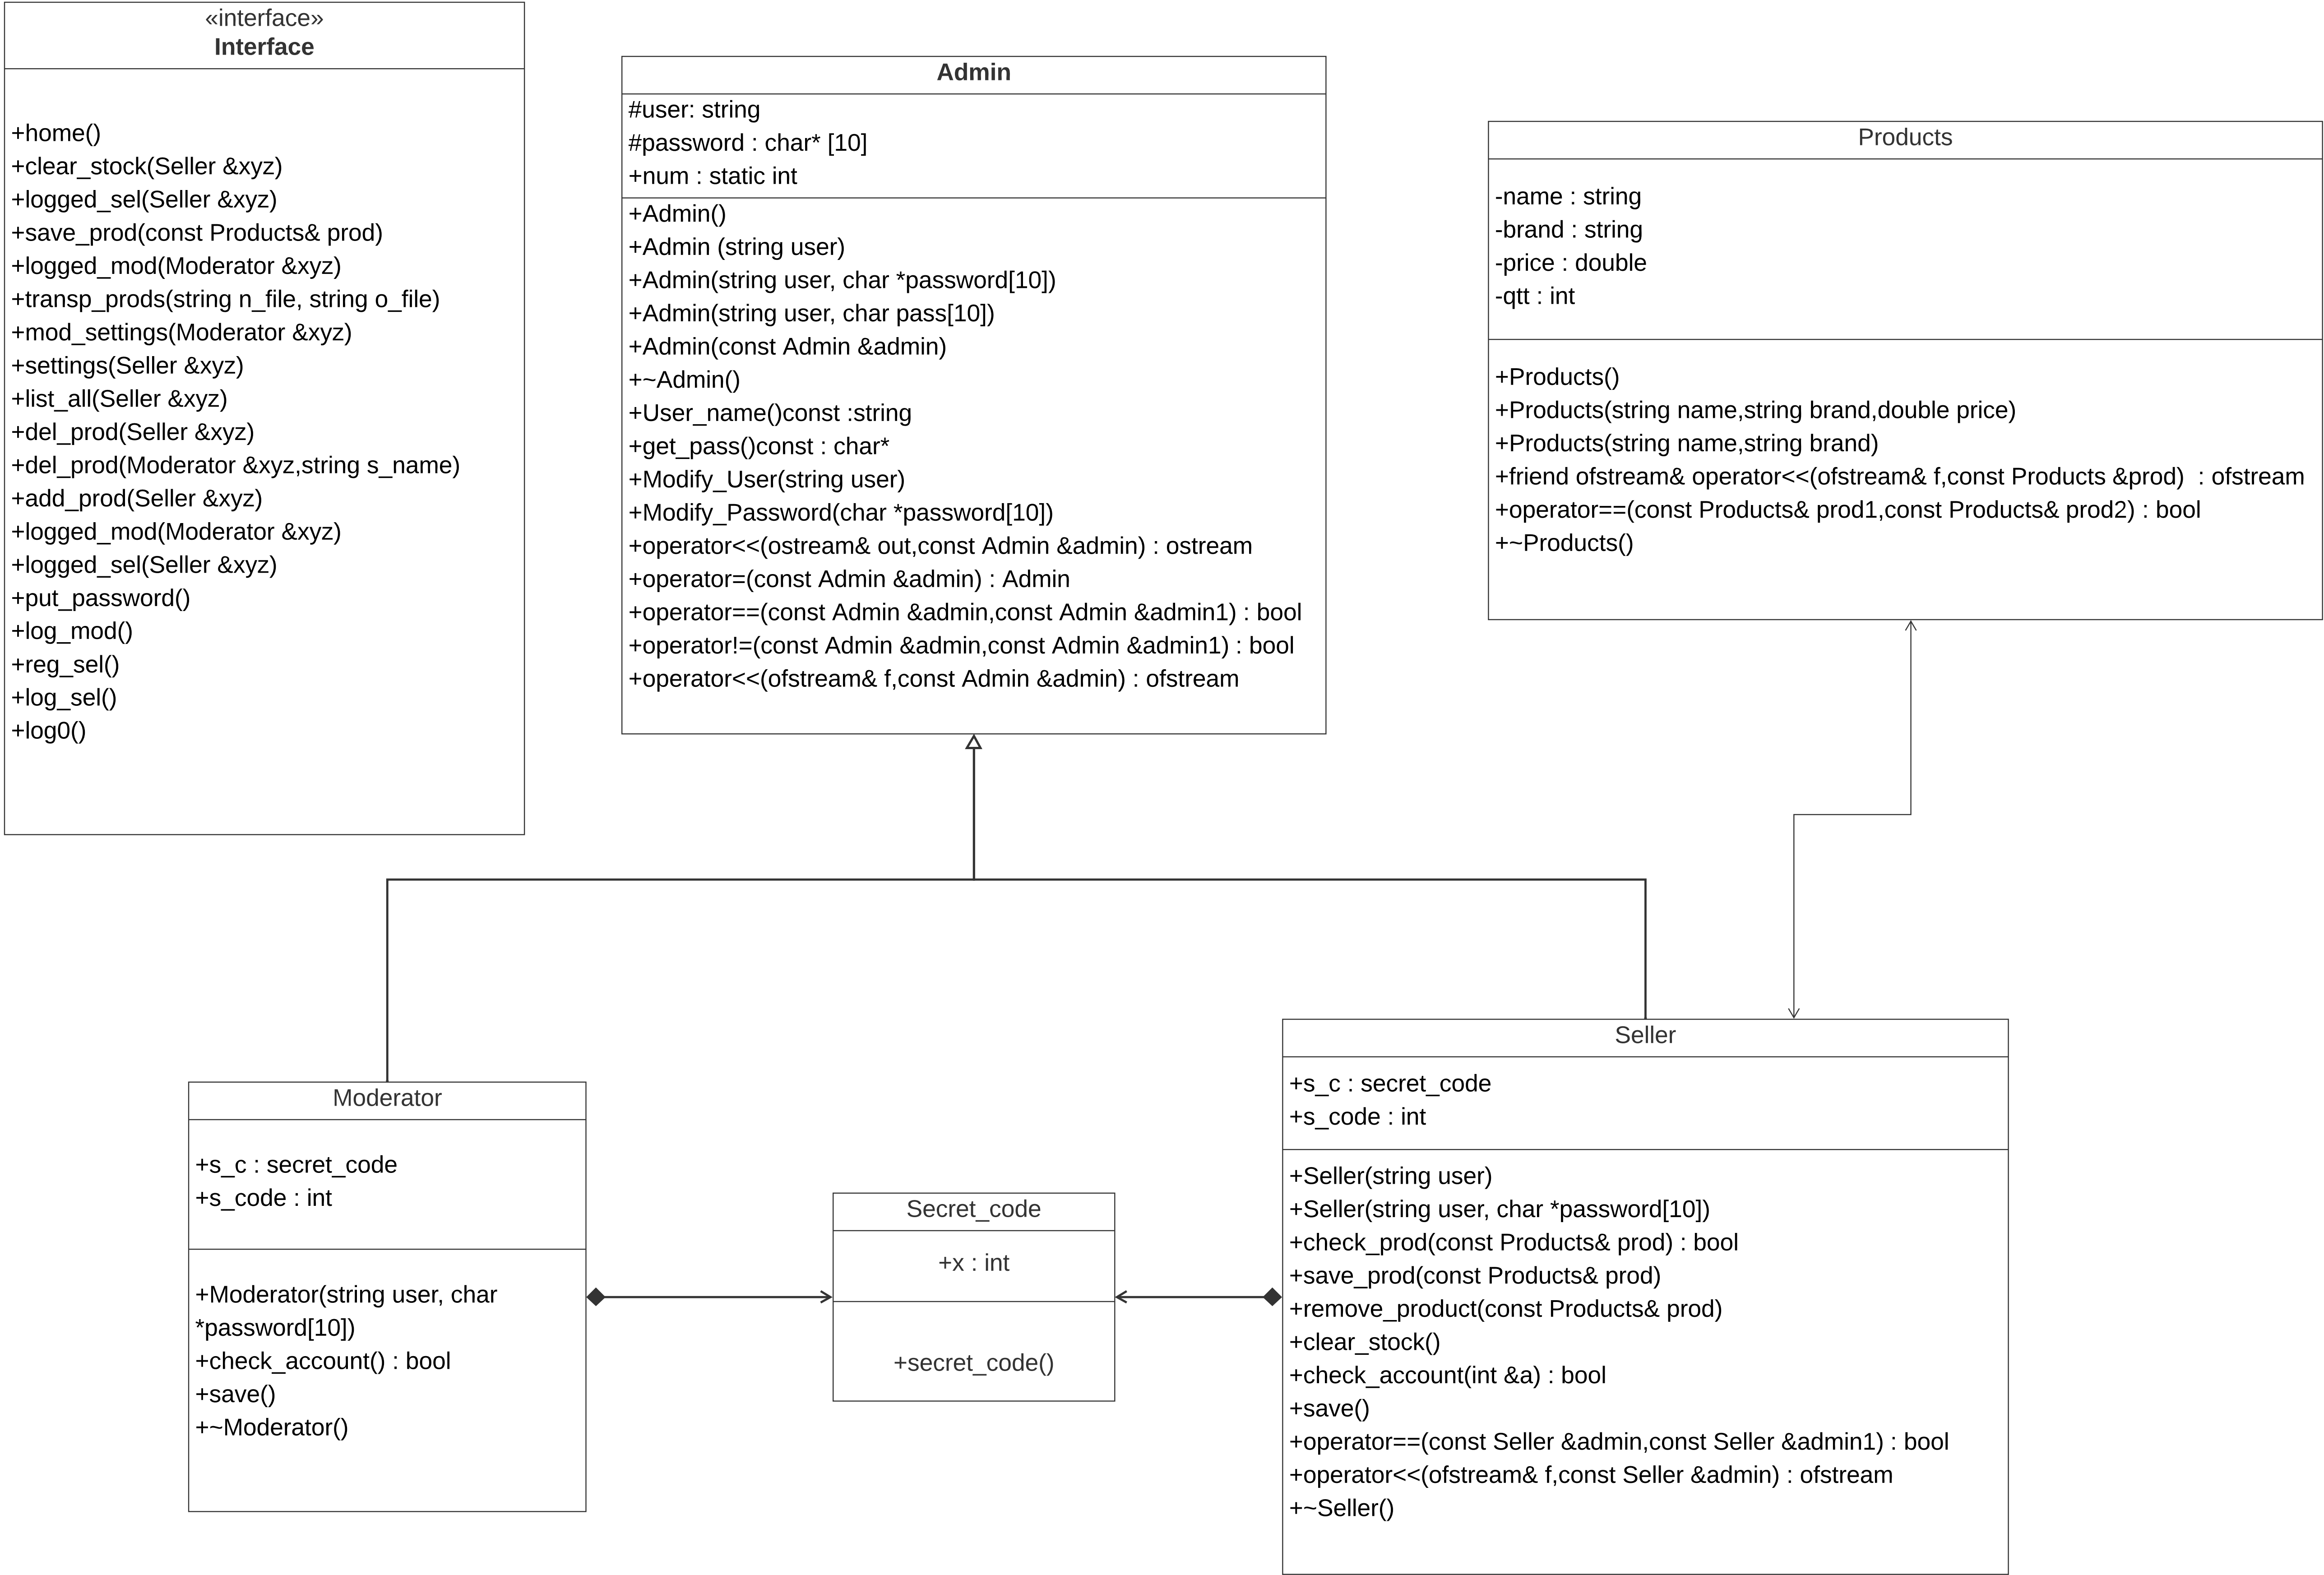 «interface»
Interface
+home()
+clear_stock(Seller &xyz)
+logged_sel(Seller &xyz)
+save_prod(const Products& prod)
+logged_mod(Moderator &xyz)
+transp_prods(string n_file, string o_file)
+mod_settings(Moderator &xyz)
+settings(Seller &xyz)
+list_all(Seller &xyz)
+del_prod(Seller &xyz)
+del_prod(Moderator &xyz,string s_name)
+add_prod(Seller &xyz)
+logged_mod(Moderator &xyz)
+logged_sel(Seller &xyz)
+put_password()
+log_mod()
+reg_sel()
+log_sel()
+log0()
Admin
#user: string
#password : char* [10]
+num : static int
+Admin()
+Admin (string user)
+Admin(string user, char *password[10])
+Admin(string user, char pass[10])
+Admin(const Admin &admin)
+~Admin()
+User_name()const :string
+get_pass()const : char*
+Modify_User(string user)
+Modify_Password(char *password[10])
+operator<<(ostream& out,const Admin &admin) : ostream
+operator=(const Admin &admin) : Admin
+operator==(const Admin &admin,const Admin &admin1) : bool
+operator!=(const Admin &admin,const Admin &admin1) : bool
+operator<<(ofstream& f,const Admin &admin) : ofstream
Products
-name : string
-brand : string
-price : double
-qtt : int
+Products()
+Products(string name,string brand,double price)
+Products(string name,string brand)
+friend ofstream& operator<<(ofstream& f,const Products &prod)  : ofstream
+operator==(const Products& prod1,const Products& prod2) : bool
+~Products()
Moderator
+s_c : secret_code
+s_code : int
+Moderator(string user, char
*password[10])
+check_account() : bool
+save()
+~Moderator()
Secret_code
+x : int
+secret_code()
Seller
+s_c : secret_code
+s_code : int
+Seller(string user)
+Seller(string user, char *password[10])
+check_prod(const Products& prod) : bool
+save_prod(const Products& prod)
+remove_product(const Products& prod)
+clear_stock()
+check_account(int &a) : bool
+save()
+operator==(const Seller &admin,const Seller &admin1) : bool
+operator<<(ofstream& f,const Seller &admin) : ofstream
+~Seller()